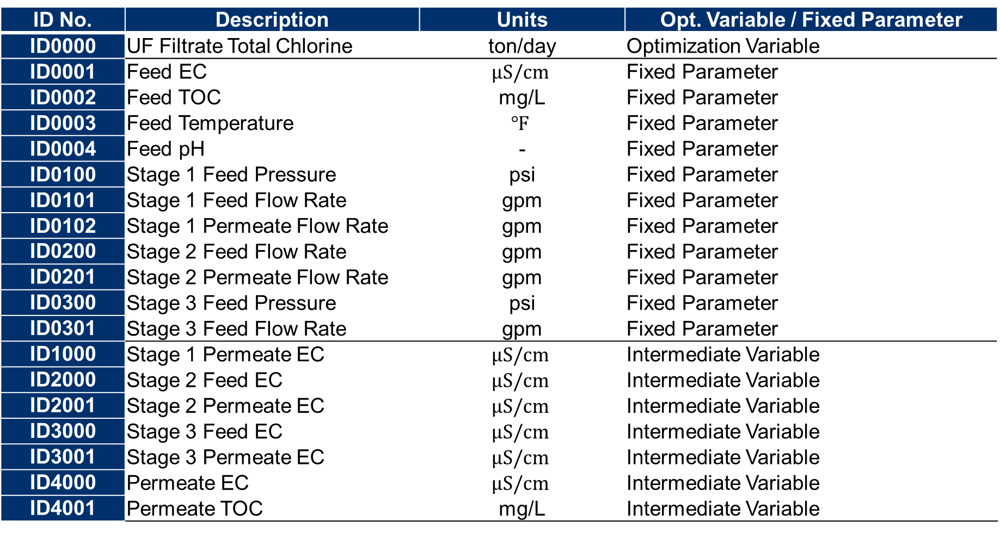 ID No. Description Units Opt. Variable / Fixed Parameter
ID0000 UF Filtrate Total Chlorine ton/day Optimization Variable
ID0001 Feed EC μS/cm Fixed Parameter
ID0002 Feed TOC mg/L Fixed Parameter
ID0003 Feed Temperature °F Fixed Parameter
ID0004 Feed pH - Fixed Parameter
ID0100 Stage 1 Feed Pressure psi Fixed Parameter
ID0101 Stage 1 Feed Flow Rate gpm Fixed Parameter
ID0102 Stage 1 Permeate Flow Rate gpm Fixed Parameter
ID0200 Stage 2 Feed Flow Rate gpm Fixed Parameter
ID0201 Stage 2 Permeate Flow Rate gpm Fixed Parameter
ID0300 Stage 3 Feed Pressure psi Fixed Parameter
ID0301 Stage 3 Feed Flow Rate gpm Fixed Parameter
ID1000 Stage 1 Permeate EC μS/cm Intermediate Variable
ID2000 Stage 2 Feed EC μS/cm Intermediate Variable
ID2001 Stage 2 Permeate EC μS/cm Intermediate Variable
ID3000 Stage 3 Feed EC μS/cm Intermediate Variable
ID3001 Stage 3 Permeate EC μS/cm Intermediate Variable
ID4000 Permeate EC μS/cm Intermediate Variable
ID4001 Permeate TOC mg/L Intermediate Variable